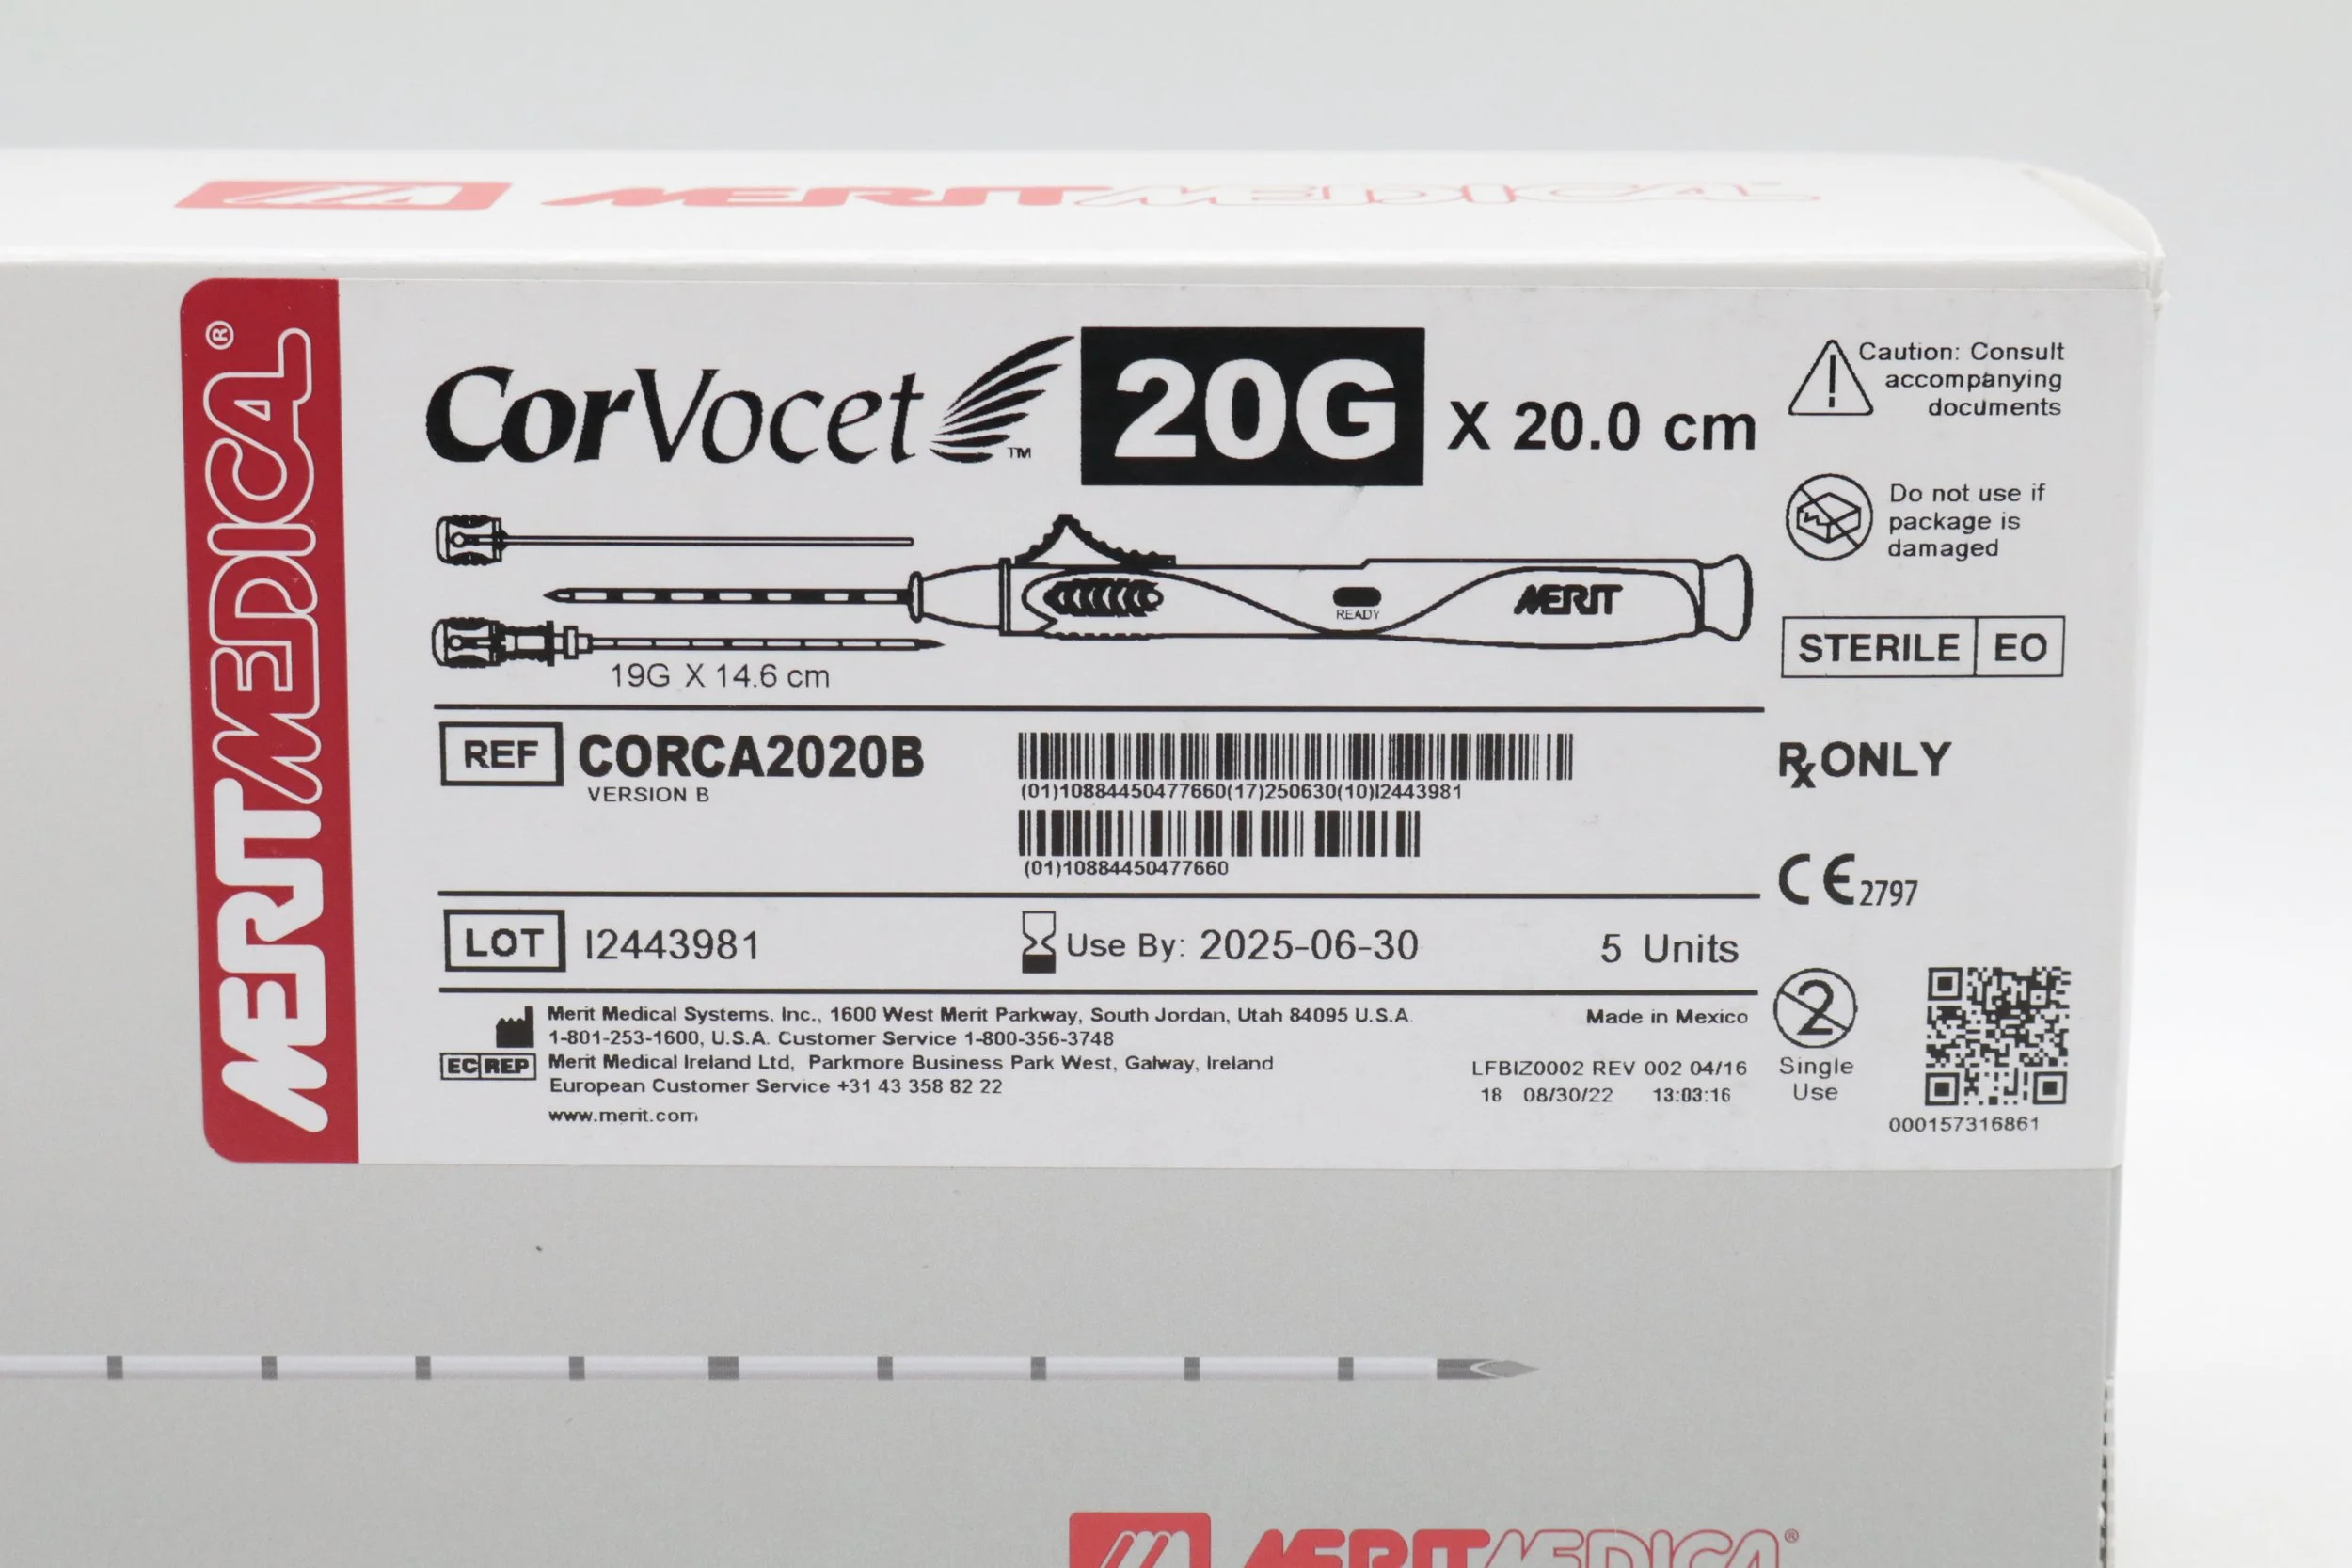 MERITMEDICAL
MERITMEDICAL®
CorVocet™ 20G X 20.0 cm
READY
MERIT
19G X 14.6 cm
Caution: Consult
accompanying
documents
Do not use if
package is
damaged
STERILE EO
REF CORCA2020B
VERSION B
(01)10884450477660(17)250630(10)I2443981
(01)10884450477660
Rx ONLY
CE 2797
LOT I2443981
Use By: 2025-06-30
5 Units
Merit Medical Systems, Inc., 1600 West Merit Parkway, South Jordan, Utah 84095 U.S.A.
1-801-253-1600, U.S.A. Customer Service 1-800-356-3748
EC REP Merit Medical Ireland Ltd, Parkmore Business Park West, Galway, Ireland
European Customer Service +31 43 358 82 22
www.merit.com
Made in Mexico
LFBIZ0002 REV 002 04/16
18 08/30/22 13:03:16
2
Single
Use
000157316861
MERITMEDICAL®